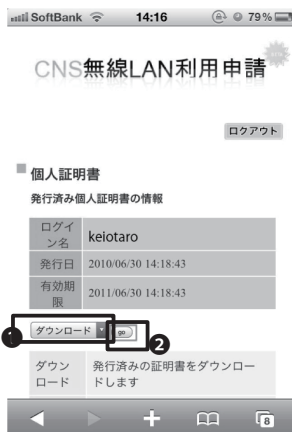 SoftBank 14:16 79%
CNS無線LAN利用申請
ログアウト
個人証明書
発行済み個人証明書の情報
ログイ
ン名
keiotaro
発行日 2010/06/30 14:18:43
有効期
限
2011/06/30 14:18:43
❶ ダウンロード go ❷
ダウン
ロード
発行済みの証明書をダウンロー
ドします
8